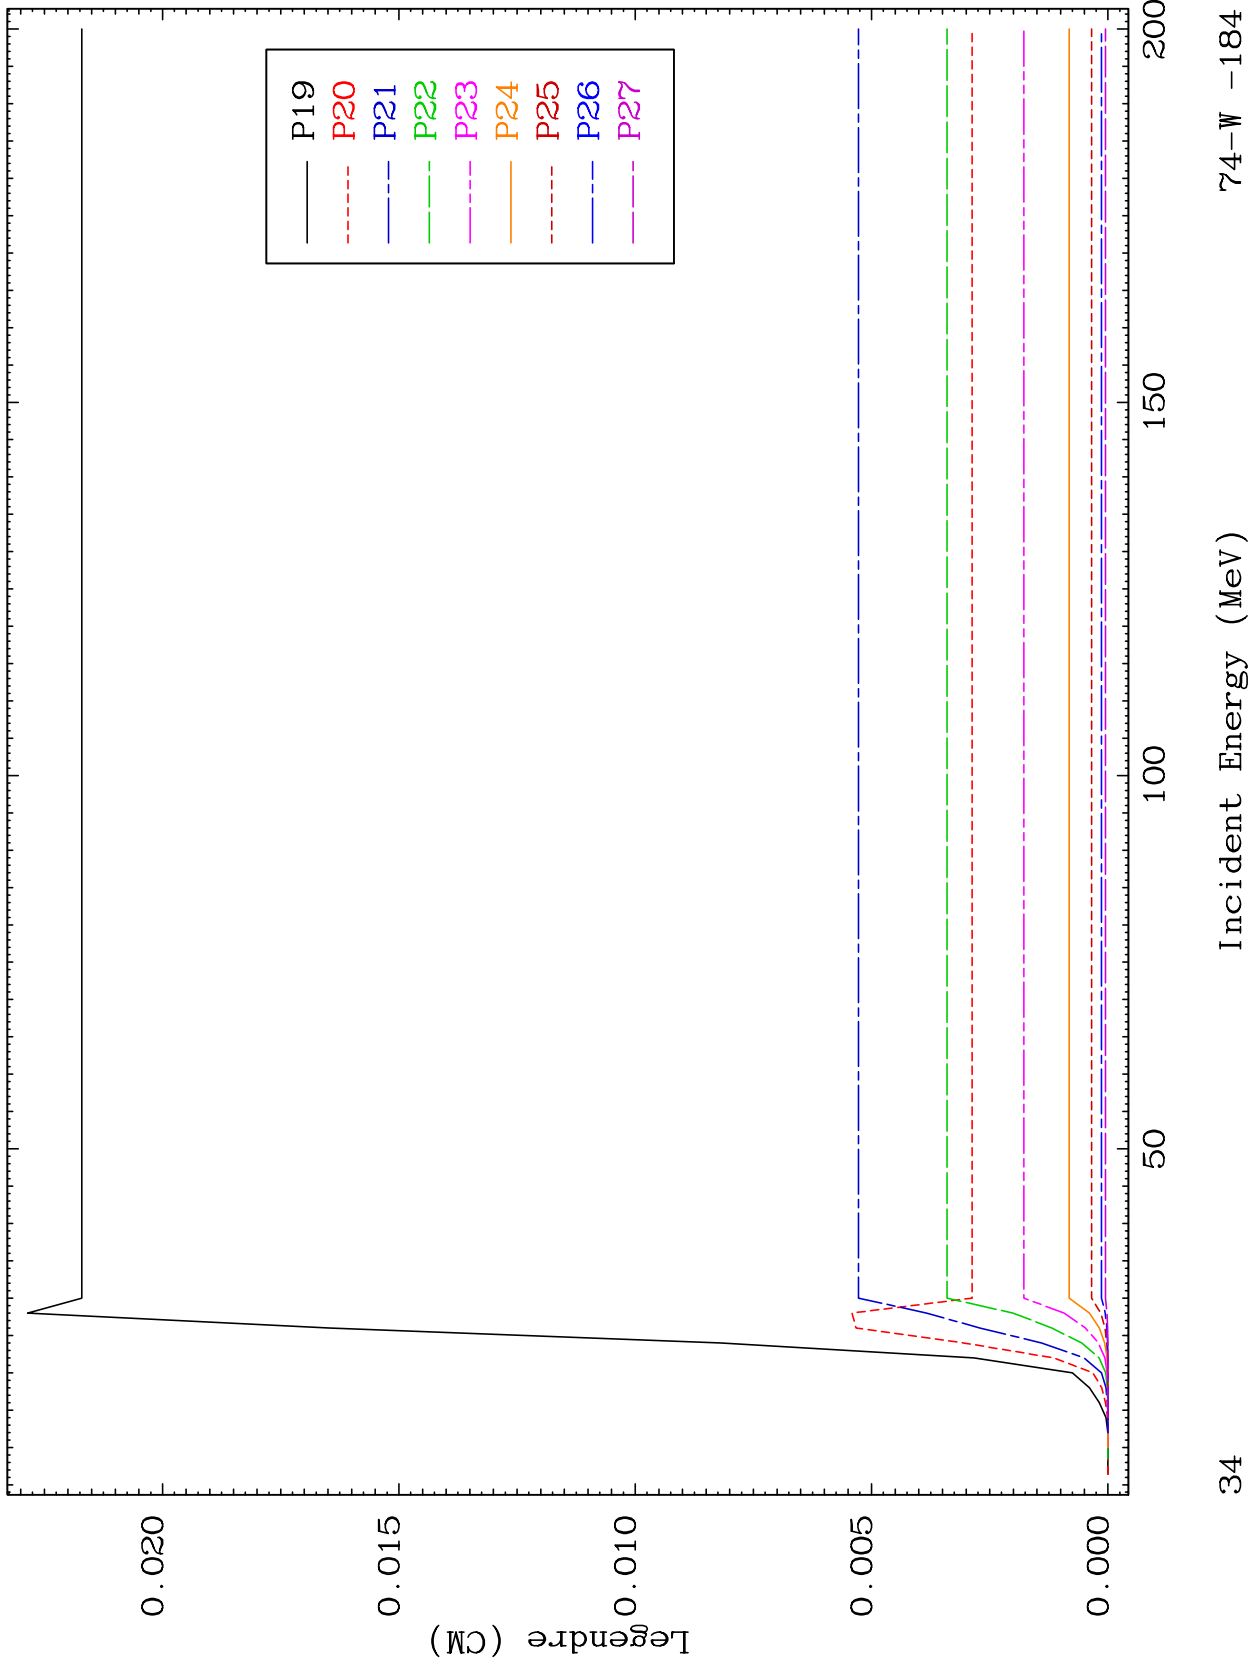 P19
P20
P21
P22
P23
P24
P25
P26
P27
0.020
0.015
0.010
0.005
0.000
Legendre (CM)
50
100
150
200
Incident Energy (MeV)
34
74-W -184